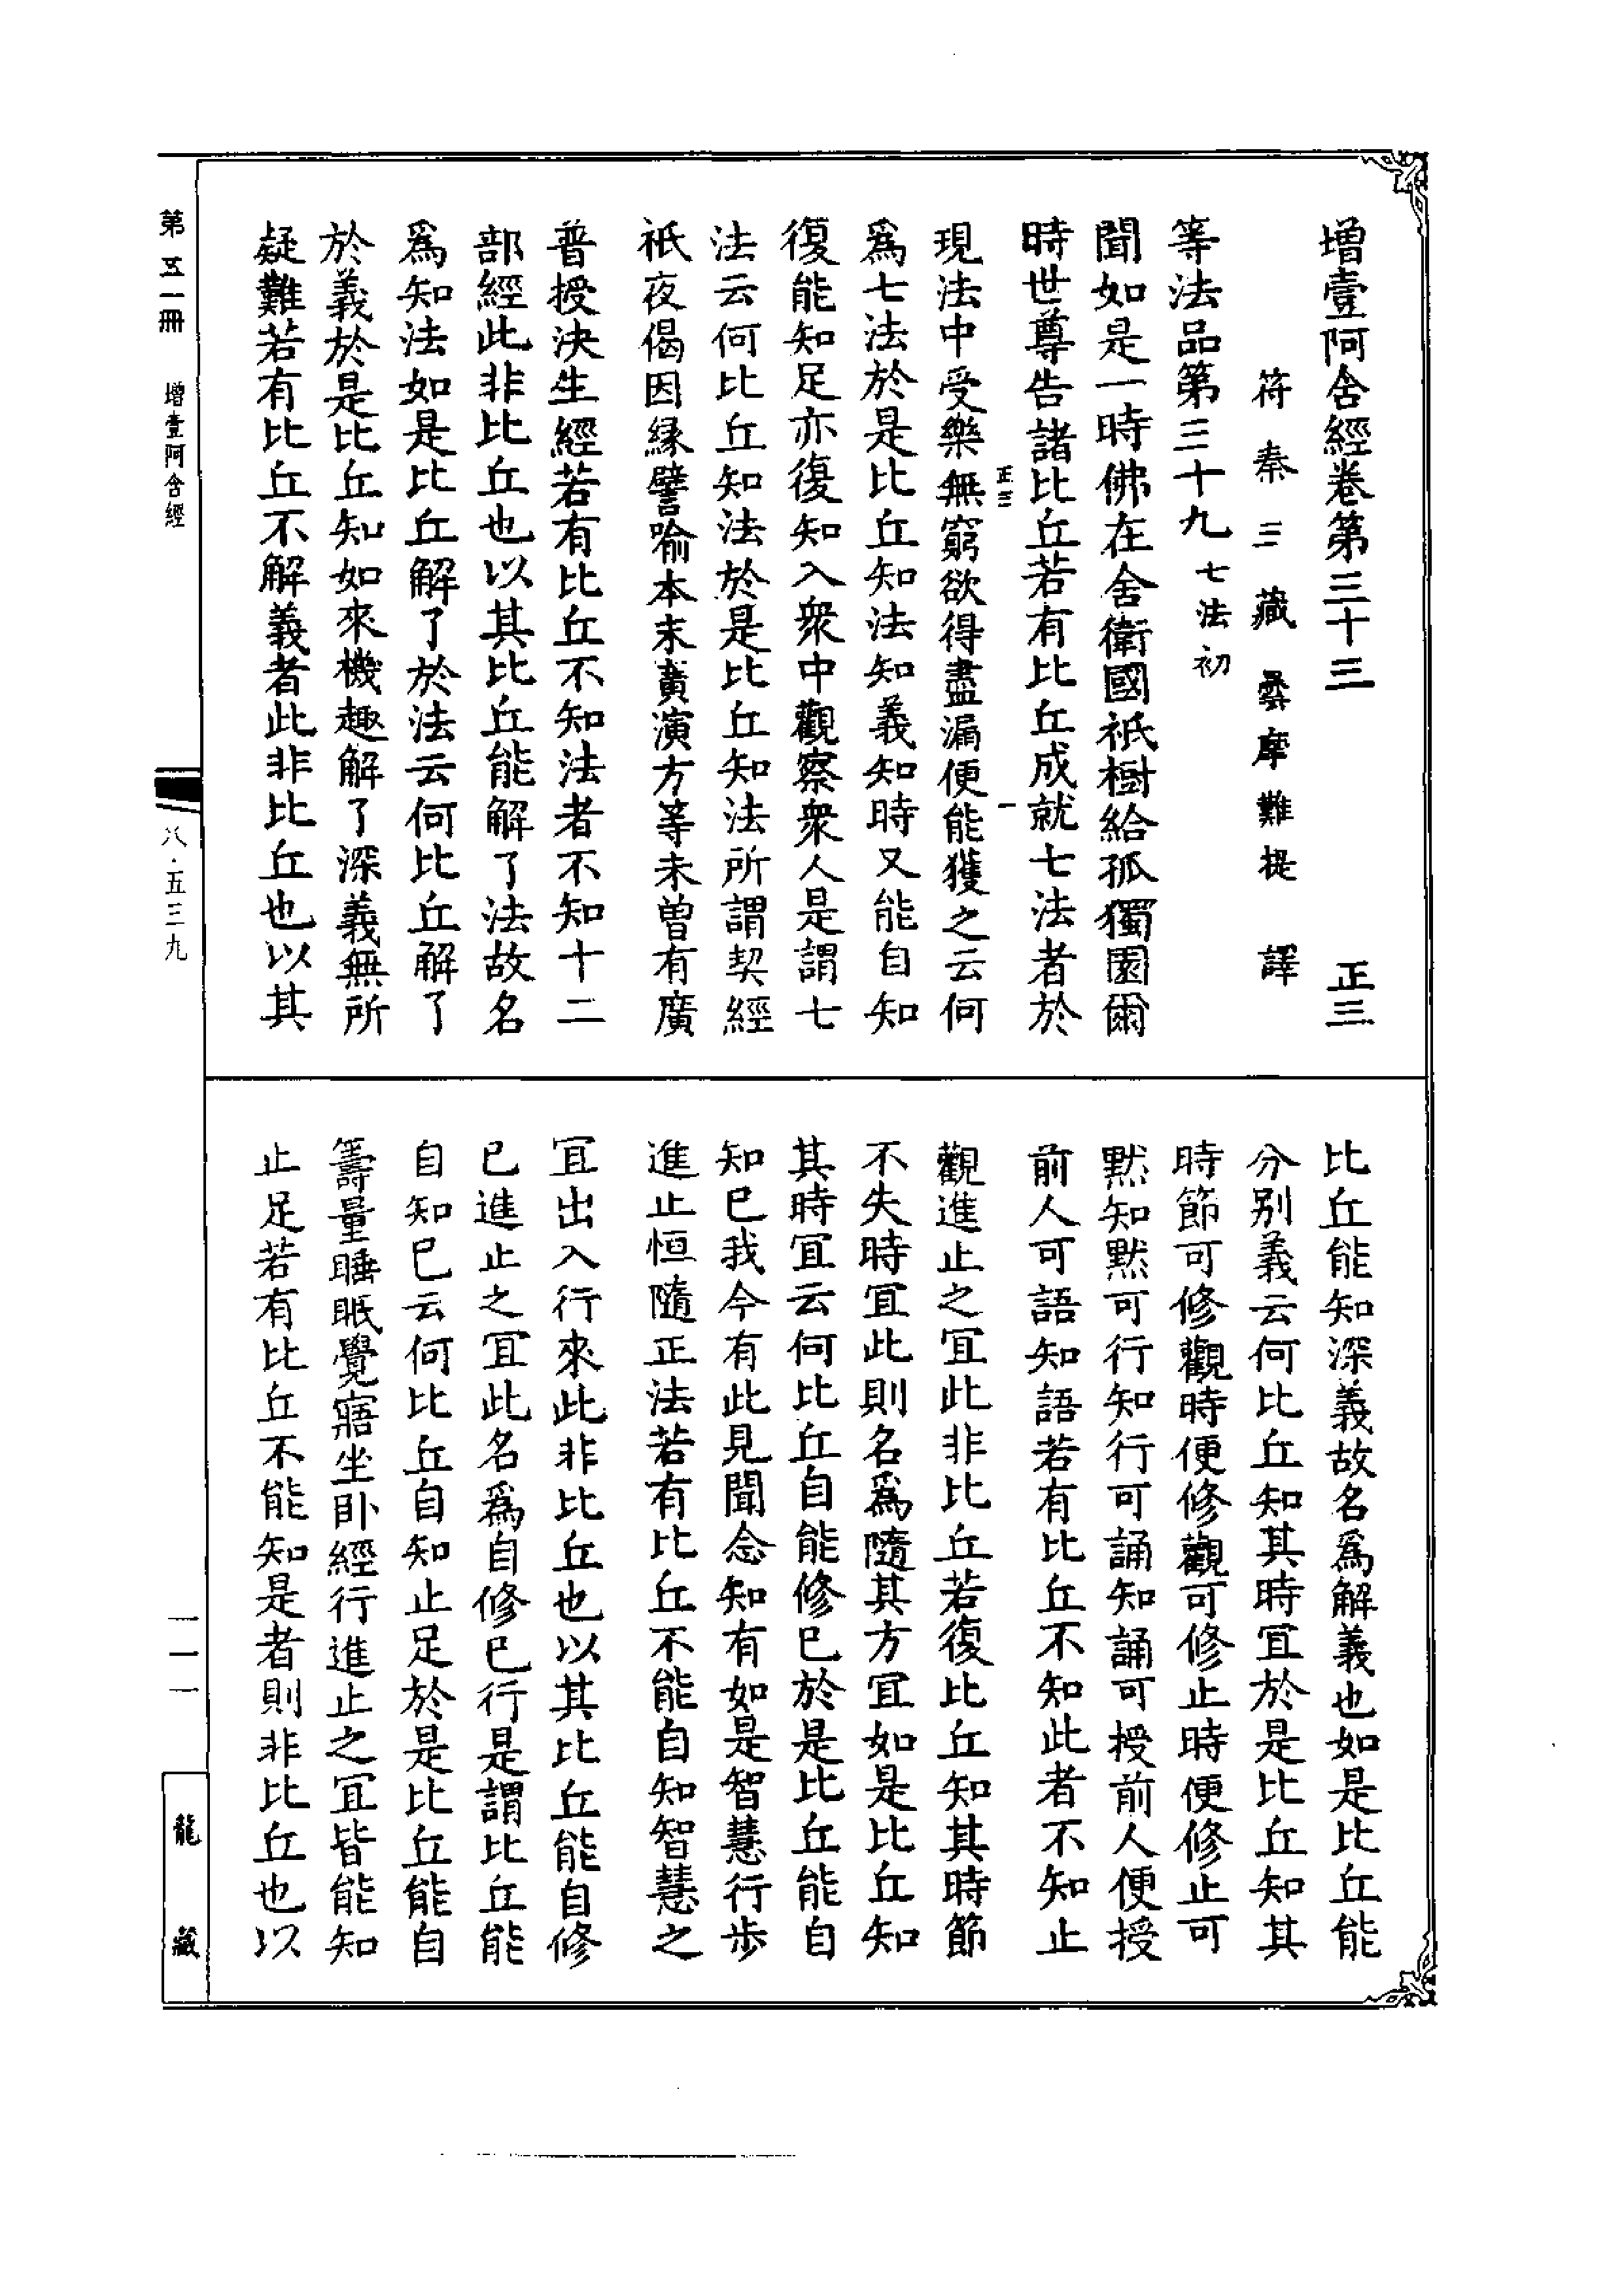 增壹阿舍經卷第三十三 正三
符秦三藏曇摩難提譯
等法品第三十九 七法初
聞如是一時佛在舍衛國祇樹給孤獨園爾
時世尊告諸比丘若有比丘成就七法者於
正三 一
現法中受樂無窮欲得盡漏便能獲之云何
爲七法於是比丘知法知義知時又能自知
復能知足亦復知入衆中觀察衆人是謂七
法云何比丘知法於是比丘知法所謂契經
祇夜偈因緣譬喻本末廣演方等未曾有廣
普授決生經若有比丘不知法者不知十二
部經此非比丘也以其比丘能解了法故名
爲知法如是比丘解了於法云何比丘解了
於義於是比丘知如來機趣解了深義無所
疑難若有比丘不解義者此非比丘也以其
比丘能知深義故名爲解義也如是比丘能
分別義云何比丘知其時宜於是比丘知其
時節可修觀時便修觀可修止時便修止可
默知默可行知行可誦知誦可授前人便授
前人可語知語若有比丘不知此者不知止
觀進止之宜此非比丘若復比丘知其時節
不失時宜此則名爲隨其方宜如是比丘知
其時宜云何比丘自能修已於是比丘能自
知已我今有此見聞念知有如是智慧行步
進止恒隨正法若有比丘不能自知智慧之
宜出入行來此非比丘也以其比丘能自修
已進止之宜此名爲自修已行是謂比丘能
自知已云何比丘自知止足於是比丘能自
籌量睡眠覺寤坐卧經行進止之宜皆能知
止足若有比丘不能知是者則非比丘也以
第五一冊 增壹阿含經
八·五三九
一一一
龍藏